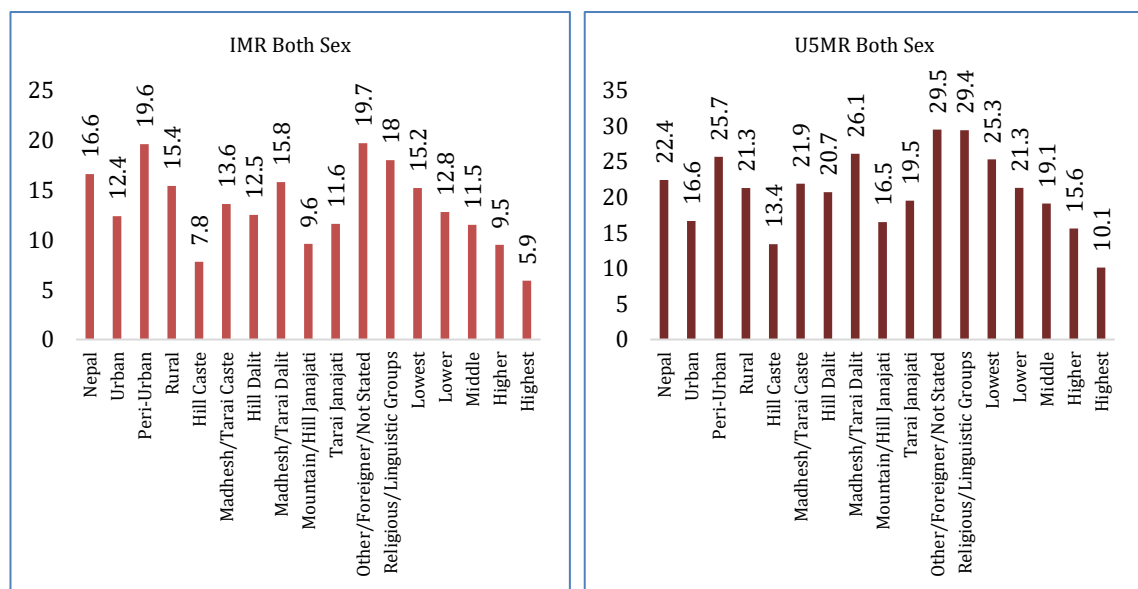 IMR Both Sex
25
20
15
10
5
0
16.6
12.4
19.6
15.4
7.8
13.6
12.5
15.8
9.6
11.6
19.7
18
15.2
12.8
11.5
9.5
5.9
Nepal
Urban
Peri-Urban
Rural
Hill Caste
Madhesh/Tarai Caste
Hill Dalit
Madhesh/Tarai Dalit
Mountain/Hill Janajati
Tarai Janajati
Other/Foreigner/Not Stated
Religious/Linguistic Groups
Lowest
Lower
Middle
Higher
Highest
U5MR Both Sex
35
30
25
20
15
10
5
0
22.4
16.6
25.7
21.3
13.4
21.9
20.7
26.1
16.5
19.5
29.5
29.4
25.3
21.3
19.1
15.6
10.1
Nepal
Urban
Peri-Urban
Rural
Hill Caste
Madhesh/Tarai Caste
Hill Dalit
Madhesh/Tarai Dalit
Mountain/Hill Janajati
Tarai Janajati
Other/Foreigner/Not Stated
Religious/Linguistic Groups
Lowest
Lower
Middle
Higher
Highest